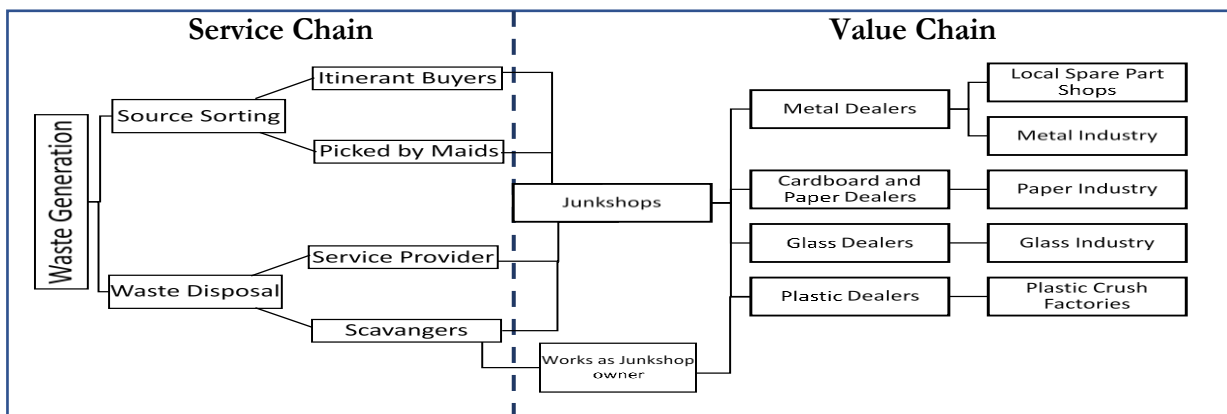 Service Chain
Value Chain
Waste Generation
Source Sorting
Waste Disposal
Itinerant Buyers
Picked by Maids
Service Provider
Scavangers
Junkshops
Works as Junkshop
owner
Metal Dealers
Cardboard and
Paper Dealers
Glass Dealers
Plastic Dealers
Local Spare Part
Shops
Metal Industry
Paper Industry
Glass Industry
Plastic Crush
Factories